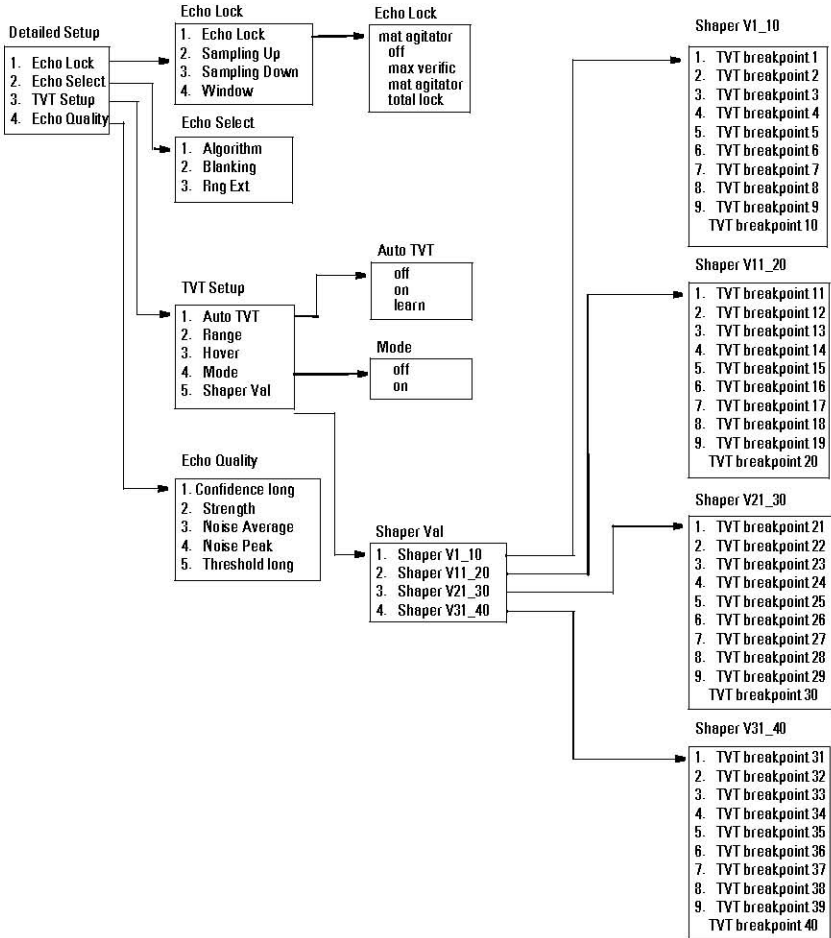 Detailed Setup
1. Echo Lock
2. Echo Select
3. TVT Setup
4. Echo Quality
Echo Lock
1. Echo Lock
2. Sampling Up
3. Sampling Down
4. Window
Echo Lock
mat agitator
off
max verific
mat agitator
total lock
Echo Select
1. Algorithm
2. Blanking
3. Rng Ext
TVT Setup
1. Auto TVT
2. Range
3. Hover
4. Mode
5. Shaper Val
Auto TVT
off
on
learn
Mode
off
on
Echo Quality
1. Confidence long
2. Strength
3. Noise Average
4. Noise Peak
5. Threshold long
Shaper Val
1. Shaper V1_10
2. Shaper V11_20
3. Shaper V21_30
4. Shaper V31_40
Shaper V1_10
1. TVT breakpoint 1
2. TVT breakpoint 2
3. TVT breakpoint 3
4. TVT breakpoint 4
5. TVT breakpoint 5
6. TVT breakpoint 6
7. TVT breakpoint 7
8. TVT breakpoint 8
9. TVT breakpoint 9
TVT breakpoint 10
Shaper V11_20
1. TVT breakpoint 11
2. TVT breakpoint 12
3. TVT breakpoint 13
4. TVT breakpoint 14
5. TVT breakpoint 15
6. TVT breakpoint 16
7. TVT breakpoint 17
8. TVT breakpoint 18
9. TVT breakpoint 19
TVT breakpoint 20
Shaper V21_30
1. TVT breakpoint 21
2. TVT breakpoint 22
3. TVT breakpoint 23
4. TVT breakpoint 24
5. TVT breakpoint 25
6. TVT breakpoint 26
7. TVT breakpoint 27
8. TVT breakpoint 28
9. TVT breakpoint 29
TVT breakpoint 30
Shaper V31_40
1. TVT breakpoint 31
2. TVT breakpoint 32
3. TVT breakpoint 33
4. TVT breakpoint 34
5. TVT breakpoint 35
6. TVT breakpoint 36
7. TVT breakpoint 37
8. TVT breakpoint 38
9. TVT breakpoint 39
TVT breakpoint 40